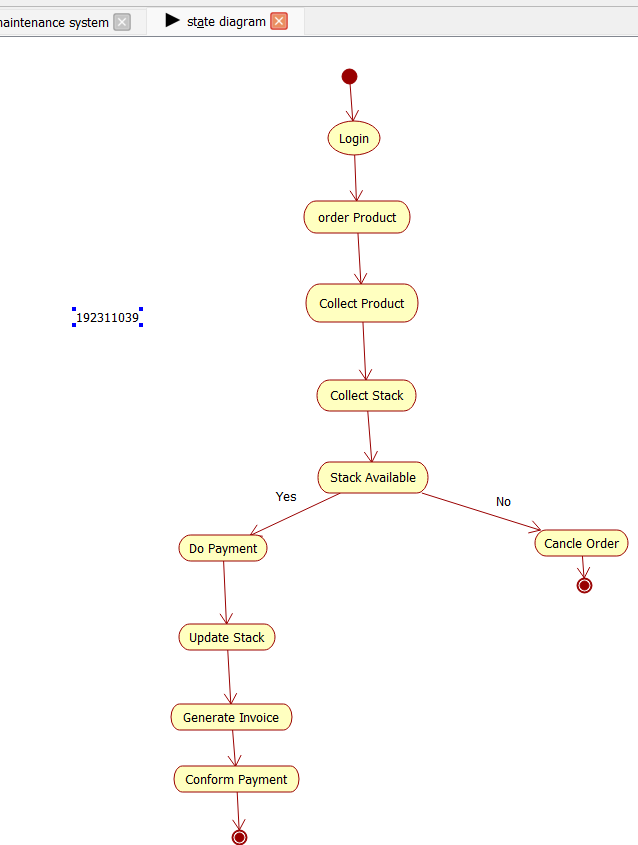 naintenance system
state diagram
Login
order Product
Collect Product
192311039
Collect Stack
Stack Available
Yes
No
Do Payment
Cancle Order
Update Stack
Generate Invoice
Conform Payment